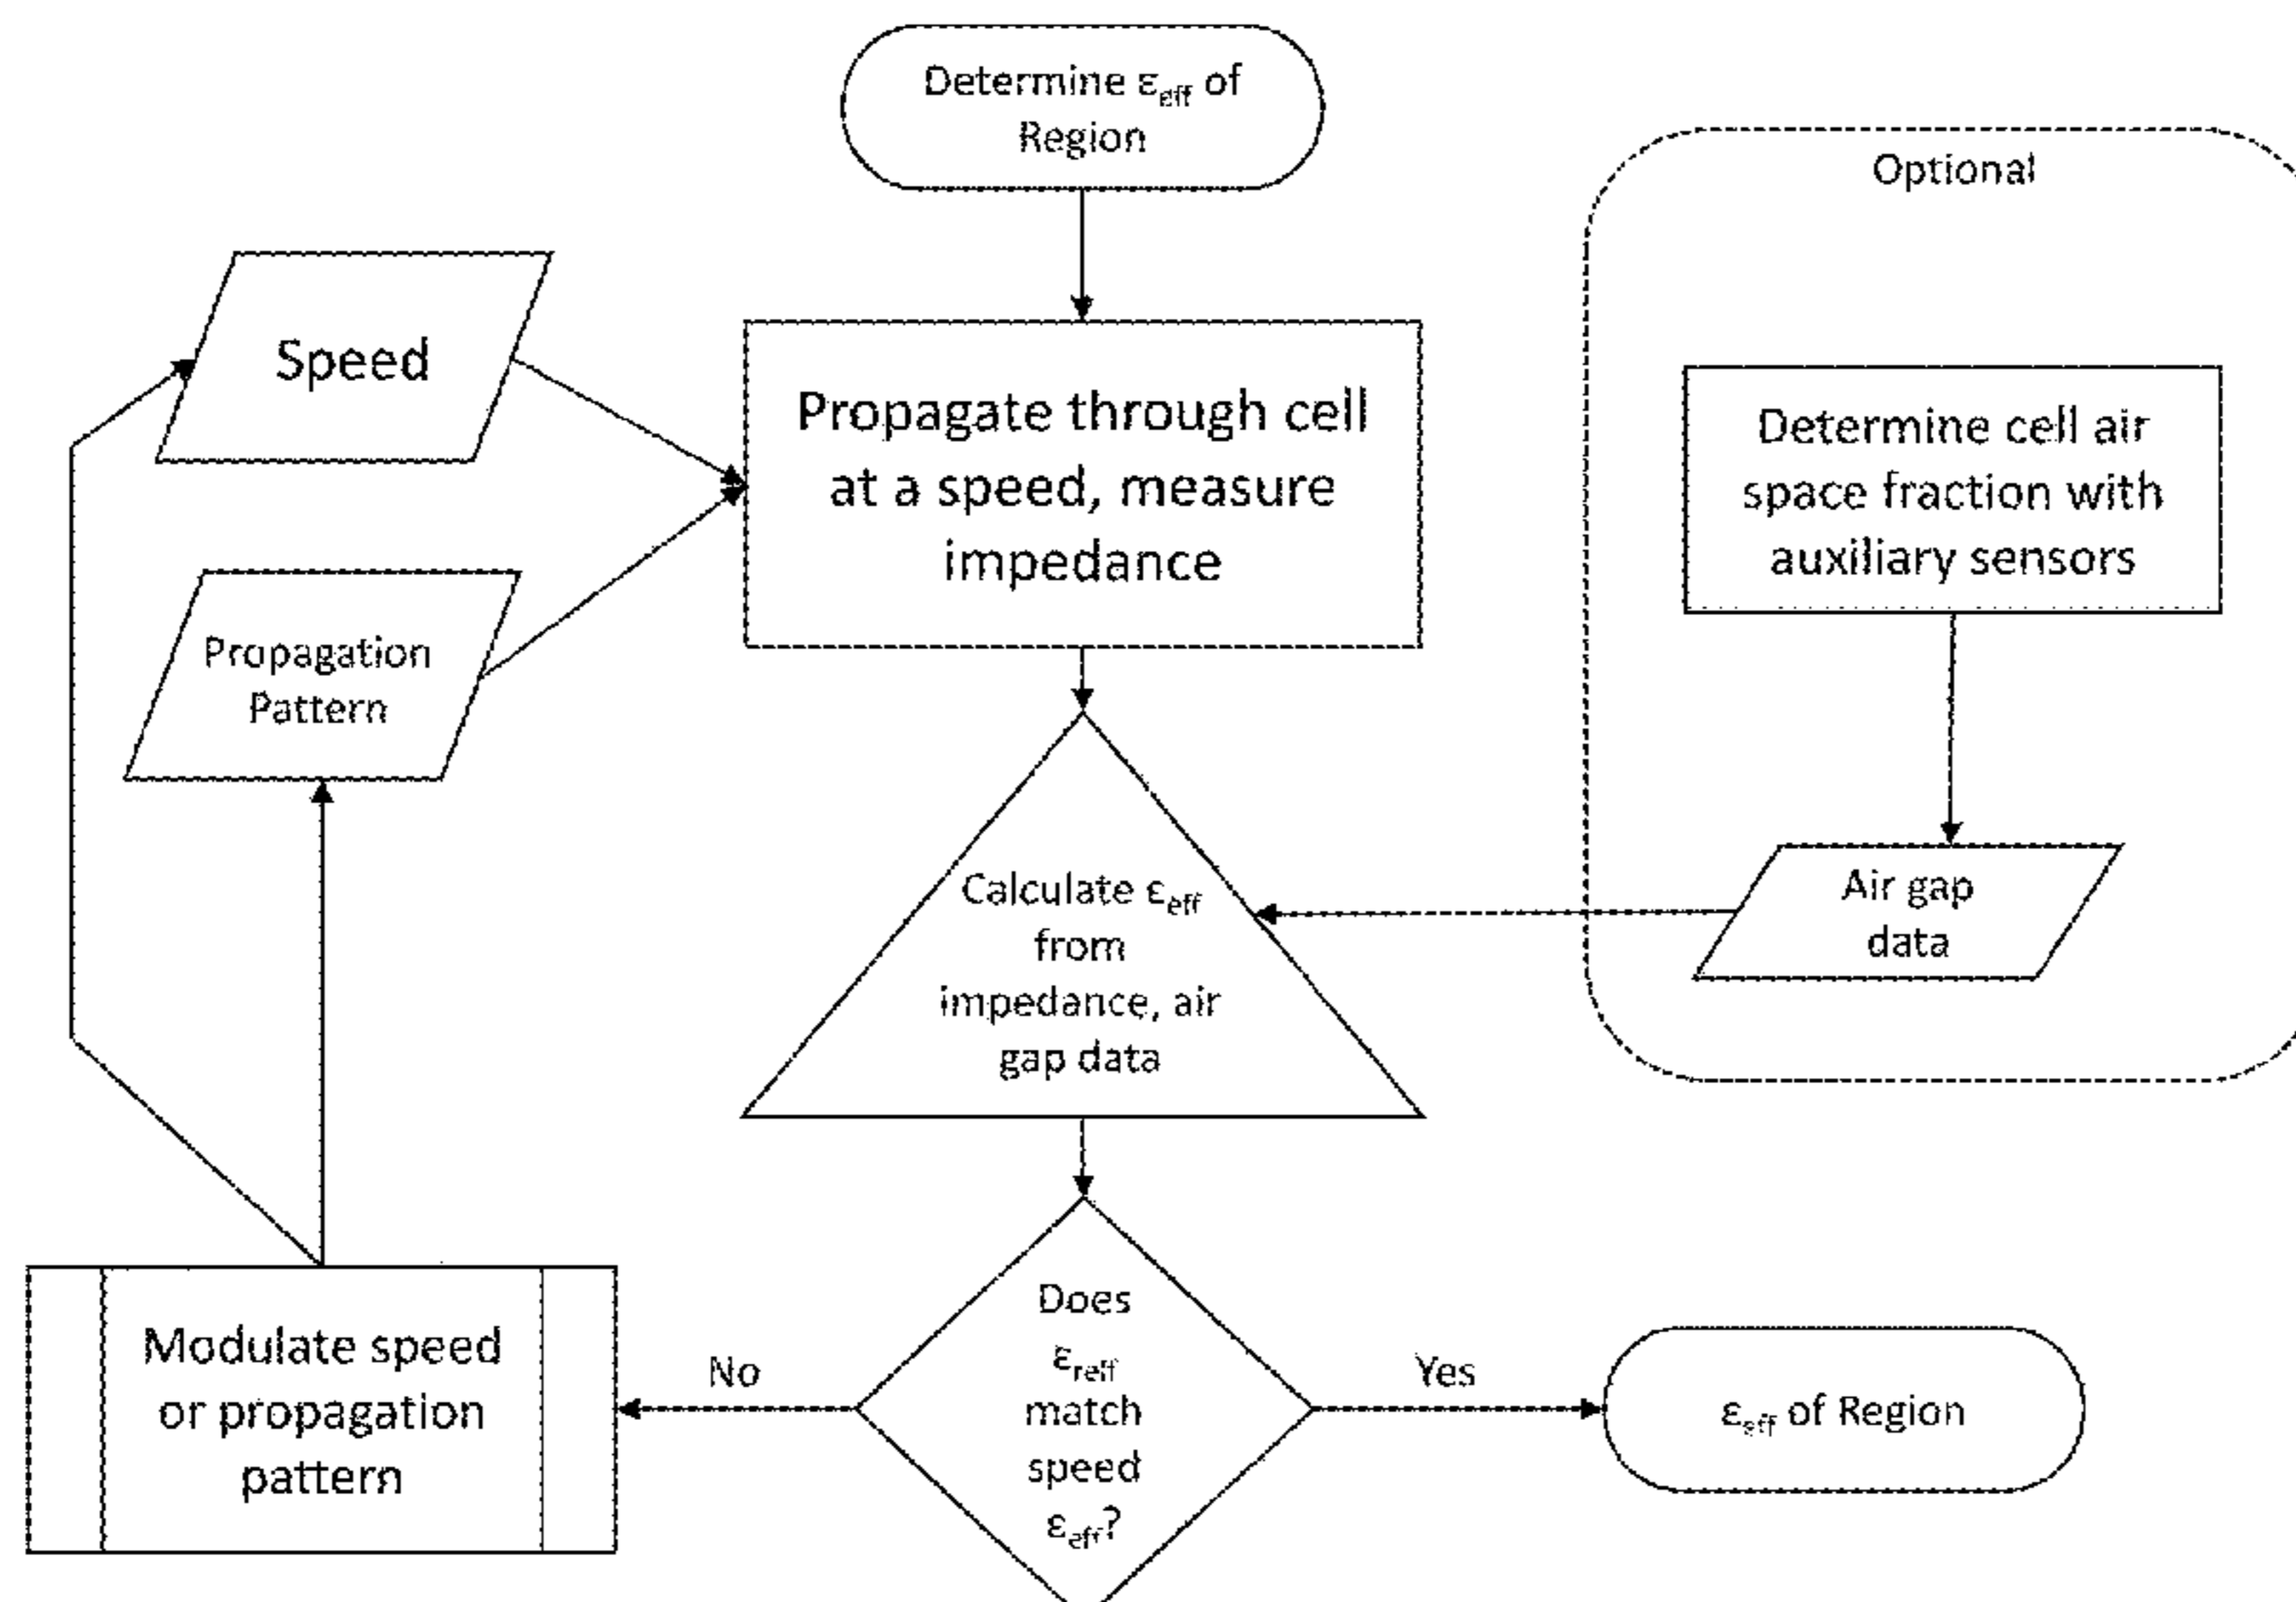 Determine εeff of
Region
Optional
Speed
Propagate through cell
at a speed, measure
impedance
Determine cell air
space fraction with
auxiliary sensors
Propagation
Pattern
Calculate εeff
from
impedance, air
gap data
Air gap
data
Does
εreff
match
speed
εeff?
No
Yes
Modulate speed
or propagation
pattern
εeff of Region